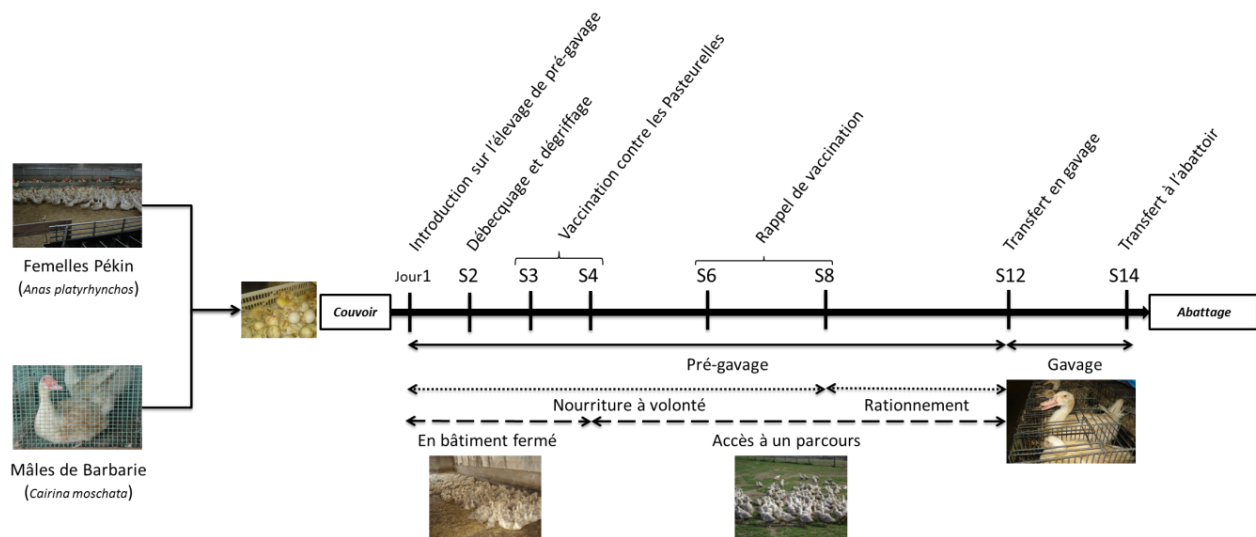 Introduction sur l'élevage de pré-gavage
Débecquage et dégriffage
Vaccination contre les Pasteurelles
Rappel de vaccination
Transfert en gavage
Transfert à l'abattoir
Femelles Pékin
(Anas platyrhynchos)
Mâles de Barbarie
(Cairina moschata)
Couvoir
Jour1
S2
S3
S4
S6
S8
S12
S14
Abattage
Pré-gavage
Gavage
Nourriture à volonté
Rationnement
En bâtiment fermé
Accès à un parcours